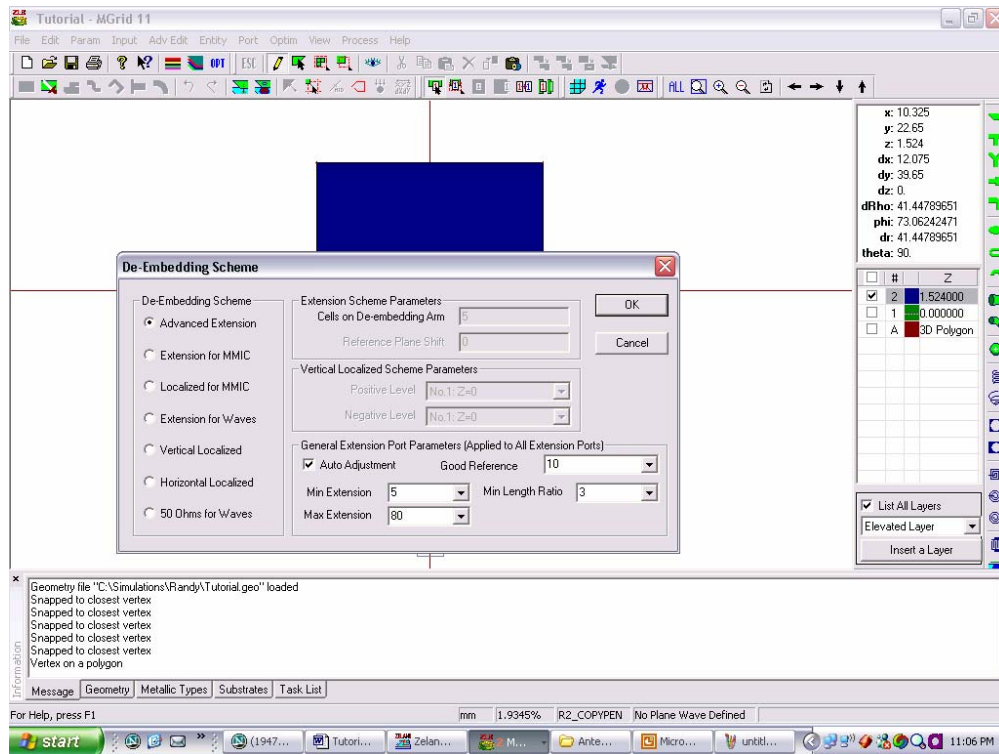 Tutorial - MGrid 11
File Edit Param Input Adv Edit Entity Port Optim View Process Help
OPT ESC
ALL
x: 10.325
y: 22.65
z: 1.524
dx: 12.075
dy: 39.65
dz: 0.
dRho: 41.44789651
phi: 73.06242471
dr: 41.44789651
theta: 90.
# Z
2 1.524000
1 0.000000
A 3D Polygon
List All Layers
Elevated Layer
Insert a Layer
De-Embedding Scheme
De-Embedding Scheme
Advanced Extension
Extension for MMIC
Localized for MMIC
Extension for Waves
Vertical Localized
Horizontal Localized
50 Ohms for Waves
Extension Scheme Parameters
Cells on De-embedding Arm 5
Reference Plane Shift 0
Vertical Localized Scheme Parameters
Positive Level No.1: Z=0
Negative Level No.1: Z=0
General Extension Port Parameters (Applied to All Extension Ports)
Auto Adjustment Good Reference 10
Min Extension 5 Min Length Ratio 3
Max Extension 80
OK
Cancel
Geometry file "C:\Simulations\Randy\Tutorial.geo" loaded
Snapped to closest vertex
Snapped to closest vertex
Snapped to closest vertex
Snapped to closest vertex
Snapped to closest vertex
Vertex on a polygon
Information
Message Geometry Metallic Types Substrates Task List
For Help, press F1 mm 1.9345% R2_COPYPEN No Plane Wave Defined
start (1947... Tutori... Zelan... M... Ante... Micro... untitl... 11:06 PM